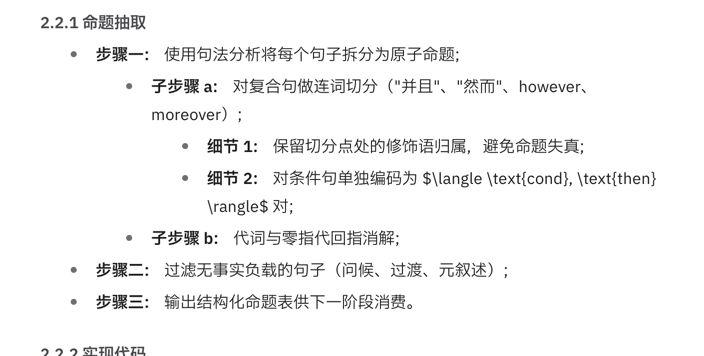 2.2.1 命题抽取
步骤一： 使用句法分析将每个句子拆分为原子命题；
子步骤 a： 对复合句做连词切分（"并且"、"然而"、however、
moreover）；
细节 1： 保留切分点处的修饰语归属，避免命题失真；
细节 2： 对条件句单独编码为 $\langle \text{cond}, \text{then}
\rangle$ 对；
子步骤 b： 代词与零指代回指消解；
步骤二： 过滤无事实负载的句子（问候、过渡、元叙述）；
步骤三： 输出结构化命题表供下一阶段消费。
2.2.2 实现代码